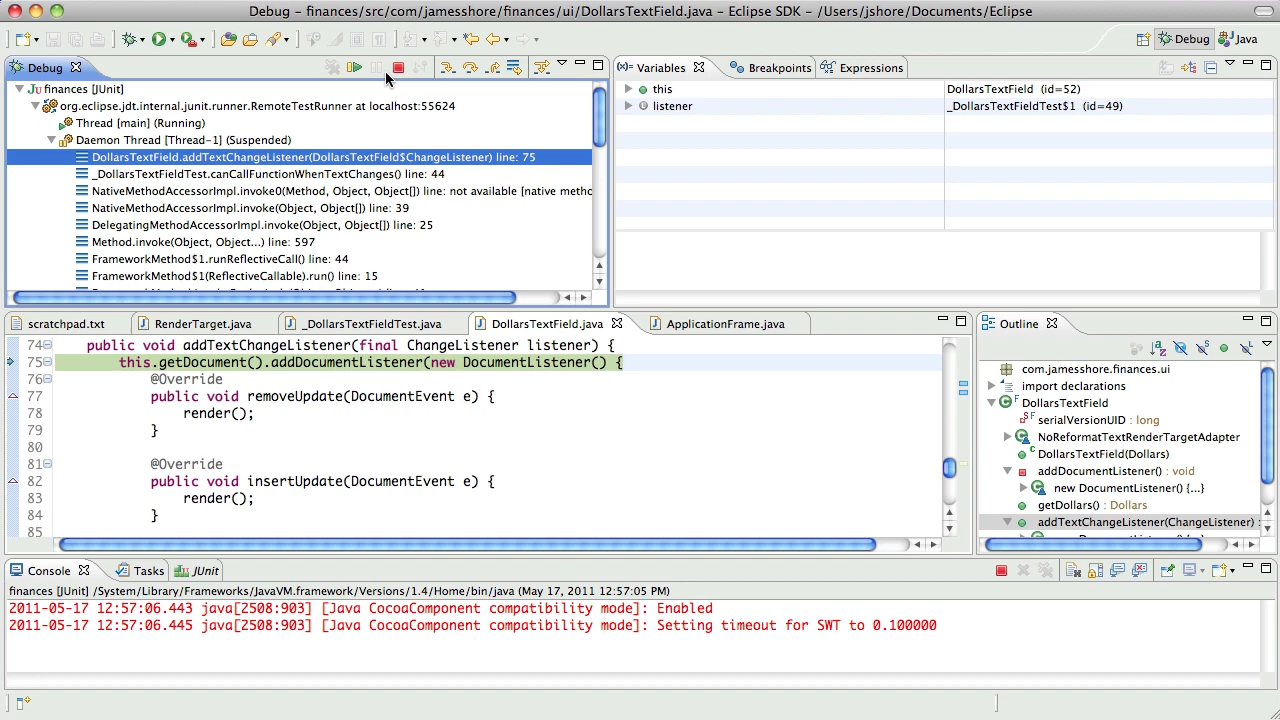 Debug – finances/src/com/jamesshore/finances/ui/DollarsTextField.java – Eclipse SDK – /Users/jshore/Documents/Eclipse
Debug Java
Debug
finances [JUnit]
org.eclipse.jdt.internal.junit.runner.RemoteTestRunner at localhost:55624
Thread [main] (Running)
Daemon Thread [Thread-1] (Suspended)
DollarsTextField.addTextChangeListener(DollarsTextField$ChangeListener) line: 75
_DollarsTextFieldTest.canCallFunctionWhenTextChanges() line: 44
NativeMethodAccessorImpl.invoke0(Method, Object, Object[]) line: not available [native metho
NativeMethodAccessorImpl.invoke(Object, Object[]) line: 39
DelegatingMethodAccessorImpl.invoke(Object, Object[]) line: 25
Method.invoke(Object, Object...) line: 597
FrameworkMethod$1.runReflectiveCall() line: 44
FrameworkMethod$1(ReflectiveCallable).run() line: 15
(x)= Variables Breakpoints Expressions
this DollarsTextField (id=52)
listener _DollarsTextFieldTest$1 (id=49)
scratchpad.txt RenderTarget.java _DollarsTextFieldTest.java DollarsTextField.java ApplicationFrame.java
74 public void addTextChangeListener(final ChangeListener listener) {
75 this.getDocument().addDocumentListener(new DocumentListener() {
76 @Override
77 public void removeUpdate(DocumentEvent e) {
78 render();
79 }
80
81 @Override
82 public void insertUpdate(DocumentEvent e) {
83 render();
84 }
85
Outline
com.jamesshore.finances.ui
import declarations
DollarsTextField
serialVersionUID : long
NoReformatTextRenderTargetAdapter
DollarsTextField(Dollars)
addDocumentListener() : void
new DocumentListener() {...}
getDollars() : Dollars
addTextChangeListener(ChangeListener) :
Console Tasks JUnit
finances [JUnit] /System/Library/Frameworks/JavaVM.framework/Versions/1.4/Home/bin/java (May 17, 2011 12:57:05 PM)
2011-05-17 12:57:06.443 java[2508:903] [Java CocoaComponent compatibility mode]: Enabled
2011-05-17 12:57:06.445 java[2508:903] [Java CocoaComponent compatibility mode]: Setting timeout for SWT to 0.100000